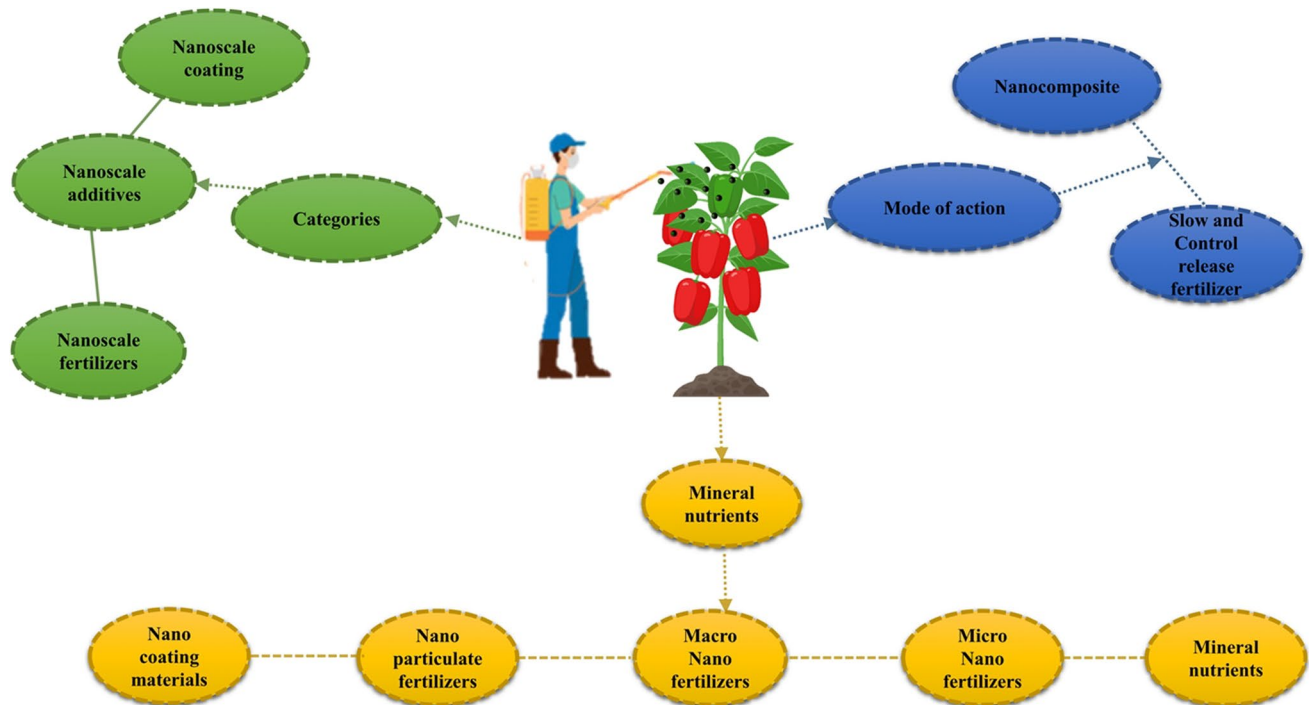 Nanoscale
coating
Nanoscale
additives
Categories
Nanoscale
fertilizers
Nanocomposite
Mode of action
Slow and
Control
release
fertilizer
Mineral
nutrients
Nano
coating
materials
Nano
particulate
fertilizers
Macro
Nano
fertilizers
Micro
Nano
fertilizers
Mineral
nutrients